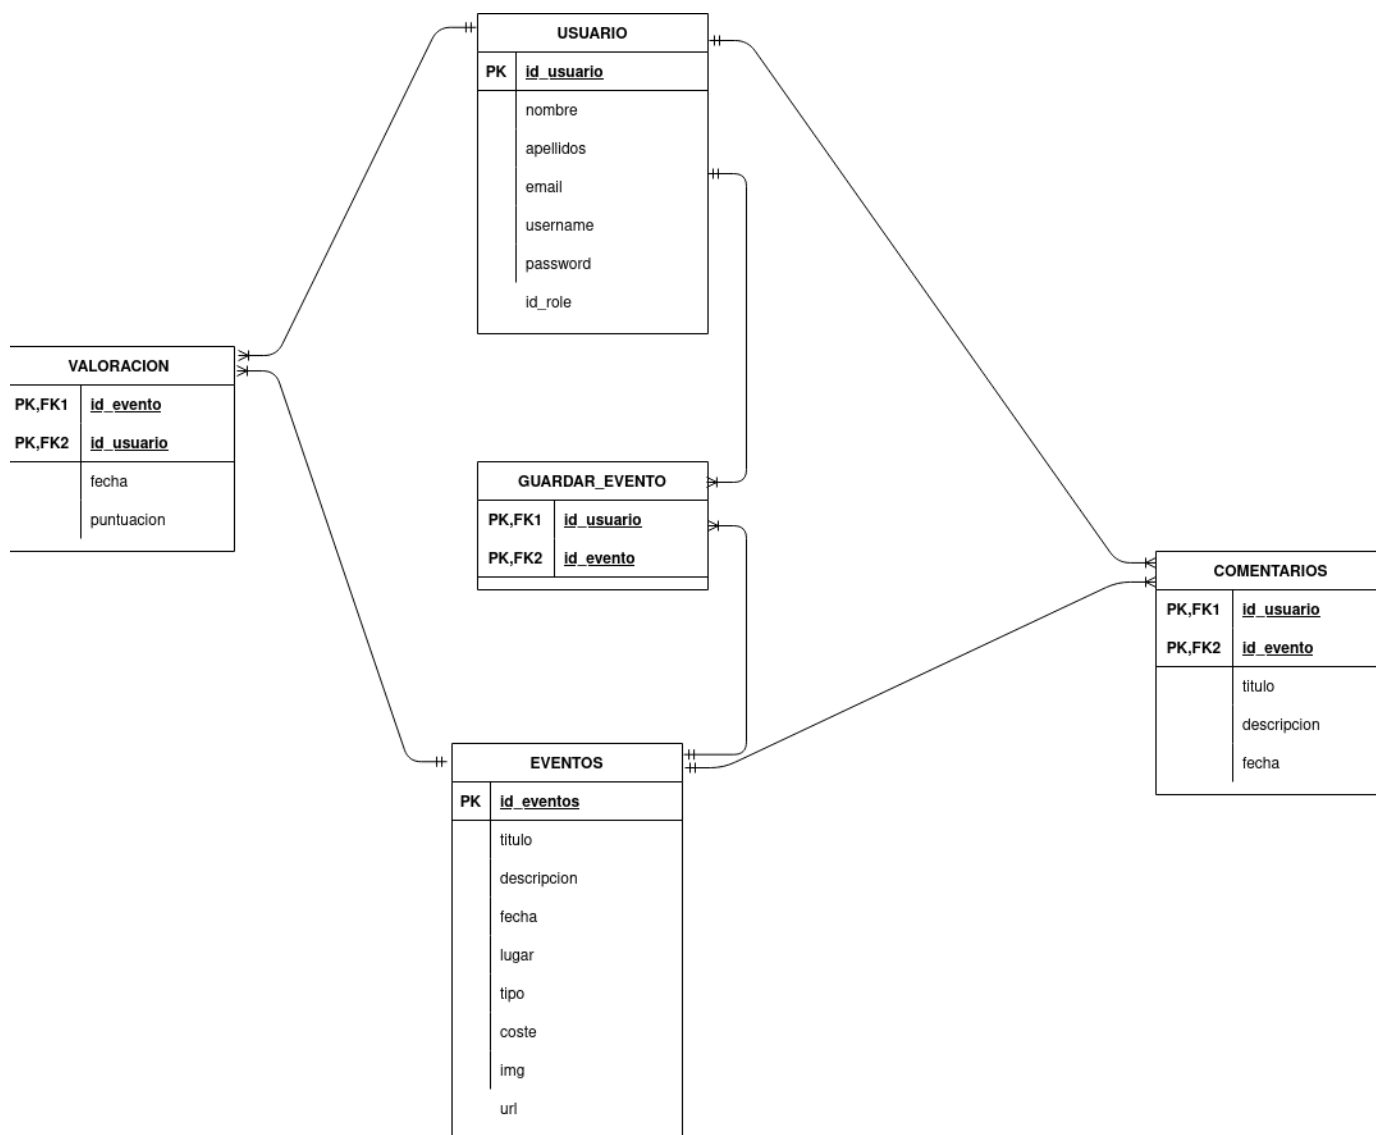 USUARIO
PK id_usuario
nombre
apellidos
email
username
password
id_role
VALORACION
PK,FK1 id_evento
PK,FK2 id_usuario
fecha
puntuacion
GUARDAR_EVENTO
PK,FK1 id_usuario
PK,FK2 id_evento
COMENTARIOS
PK,FK1 id_usuario
PK,FK2 id_evento
titulo
descripcion
fecha
EVENTOS
PK id_eventos
titulo
descripcion
fecha
lugar
tipo
coste
img
url